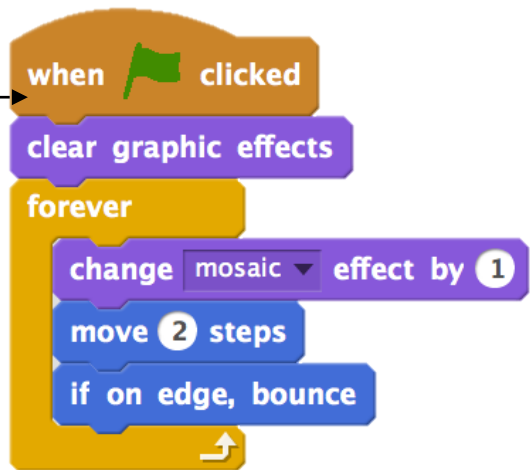 when clicked
clear graphic effects
forever
change mosaic effect by 1
move 2 steps
if on edge, bounce